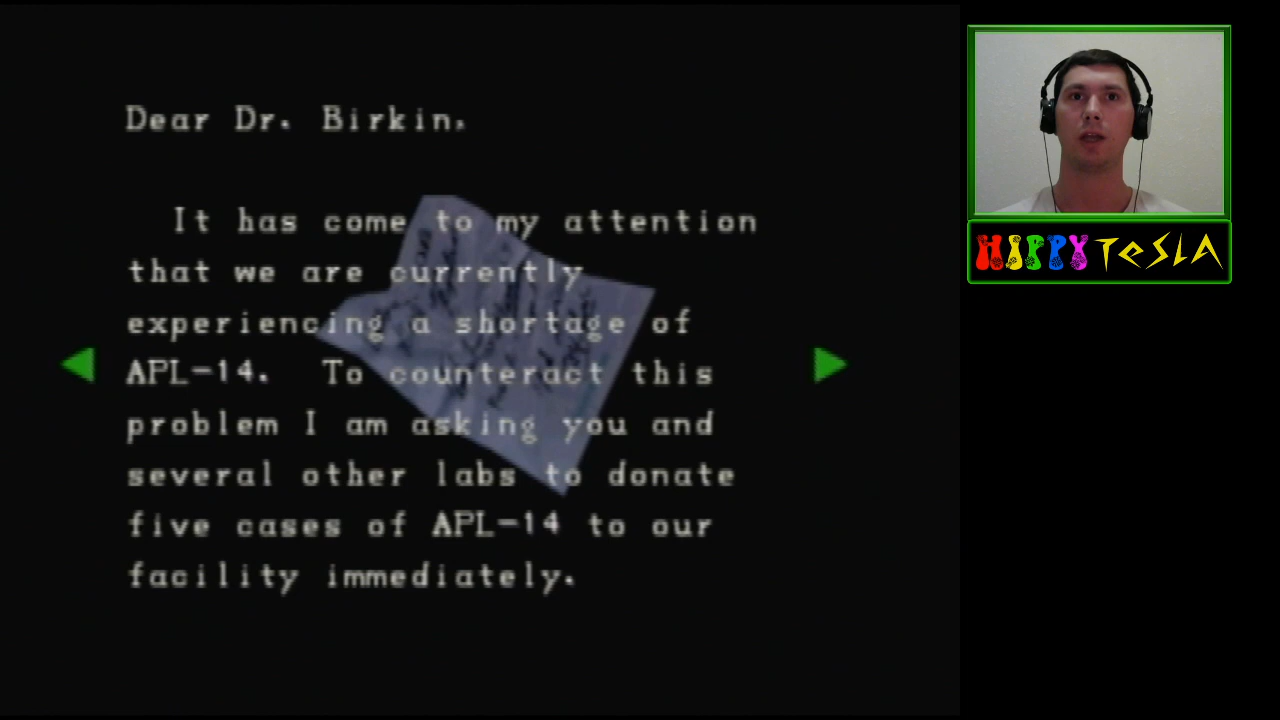 Dear Dr. Birkin,
It has come to my attention
that we are currently
experiencing a shortage of
APL-14. To counteract this
problem I am asking you and
several other labs to donate
five cases of APL-14 to our
facility immediately.
HIPPY TESLA